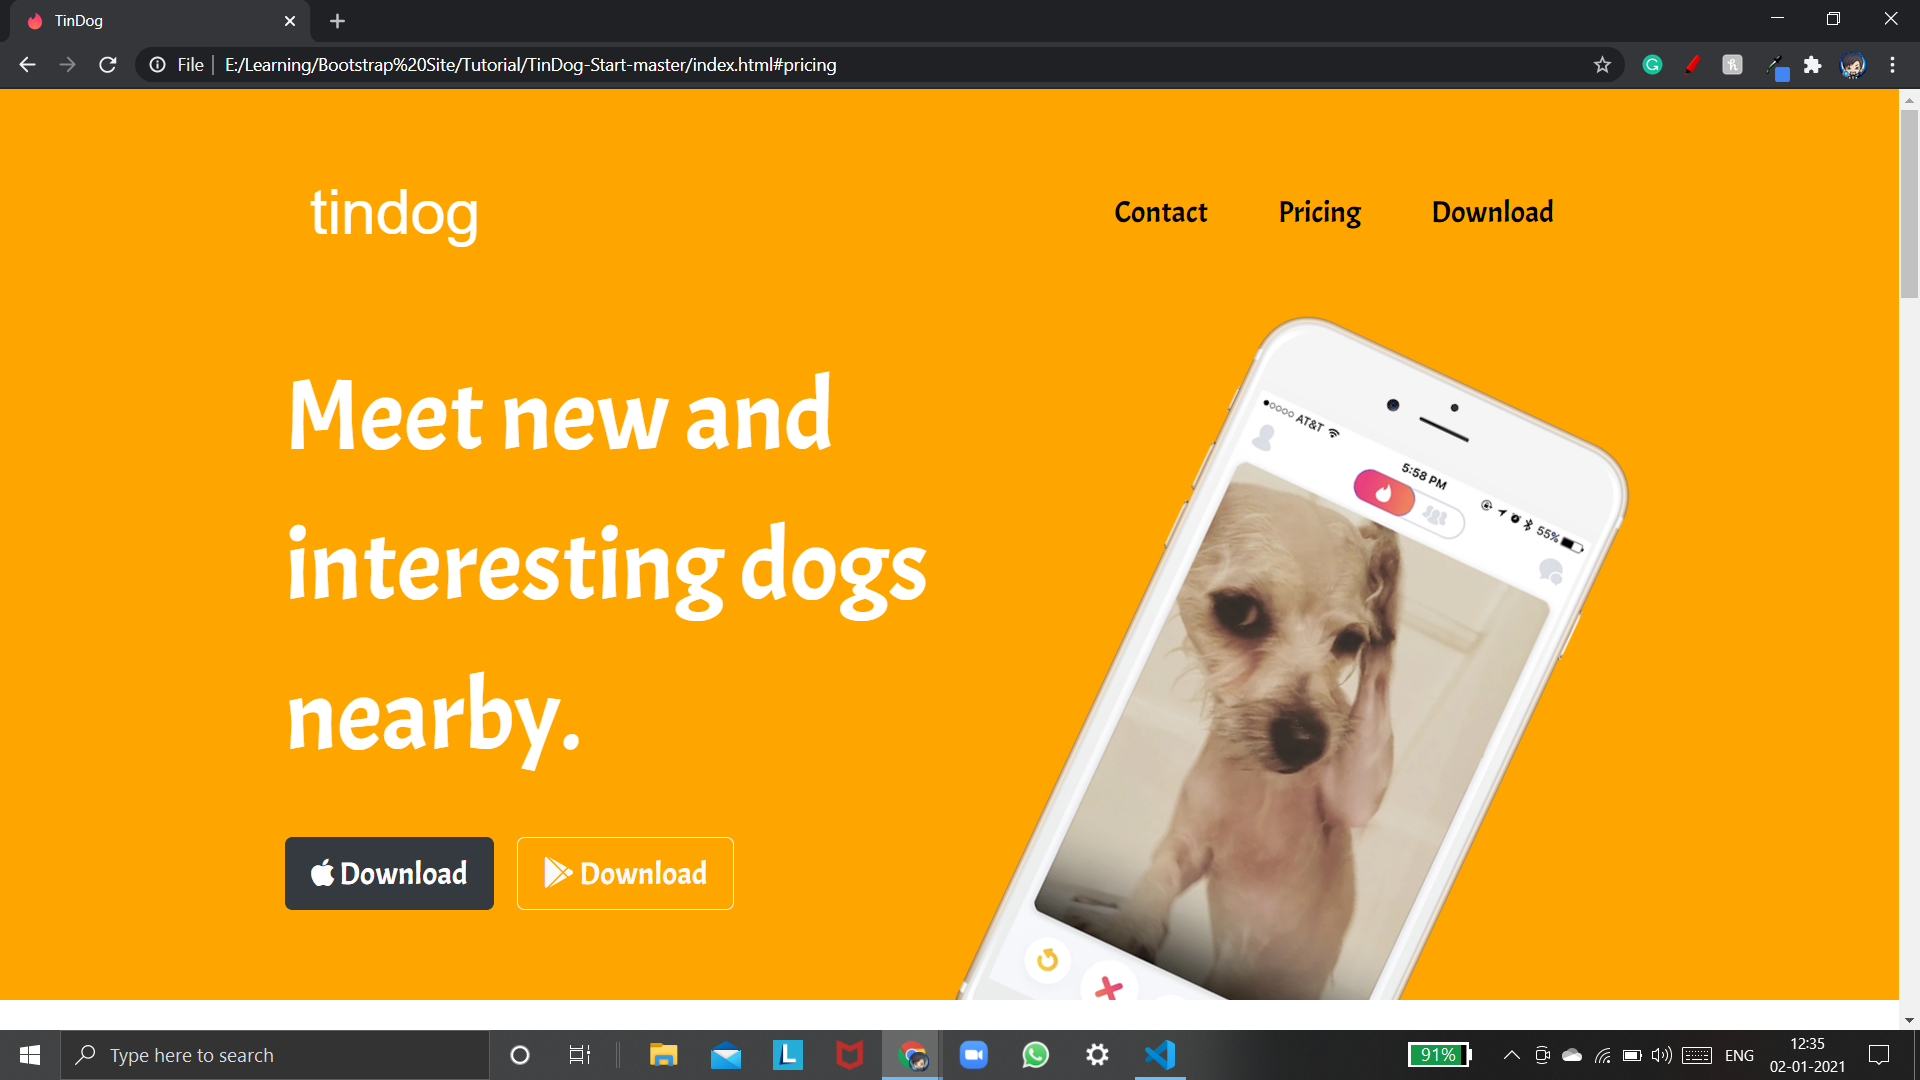 TinDog
File
E:/Learning/Bootstrap%20Site/Tutorial/TinDog-Start-master/index.html#pricing
tindog
Contact
Pricing
Download
Meet new and
interesting dogs
nearby.
Download
Download
AT&T
5:58 PM
55%
Type here to search
L
91%
ENG
12:35
02-01-2021